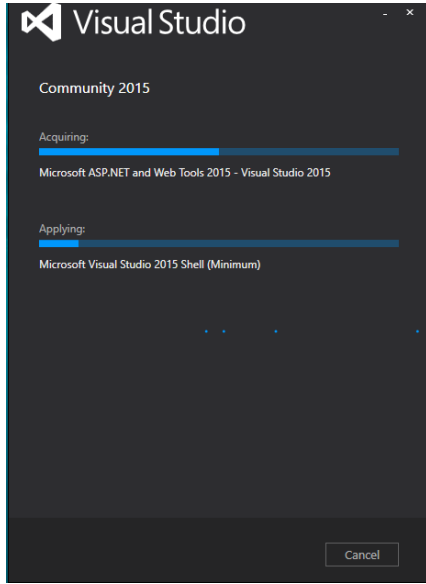 Visual Studio
Community 2015
Acquiring:
Microsoft ASP.NET and Web Tools 2015 - Visual Studio 2015
Applying:
Microsoft Visual Studio 2015 Shell (Minimum)
Cancel